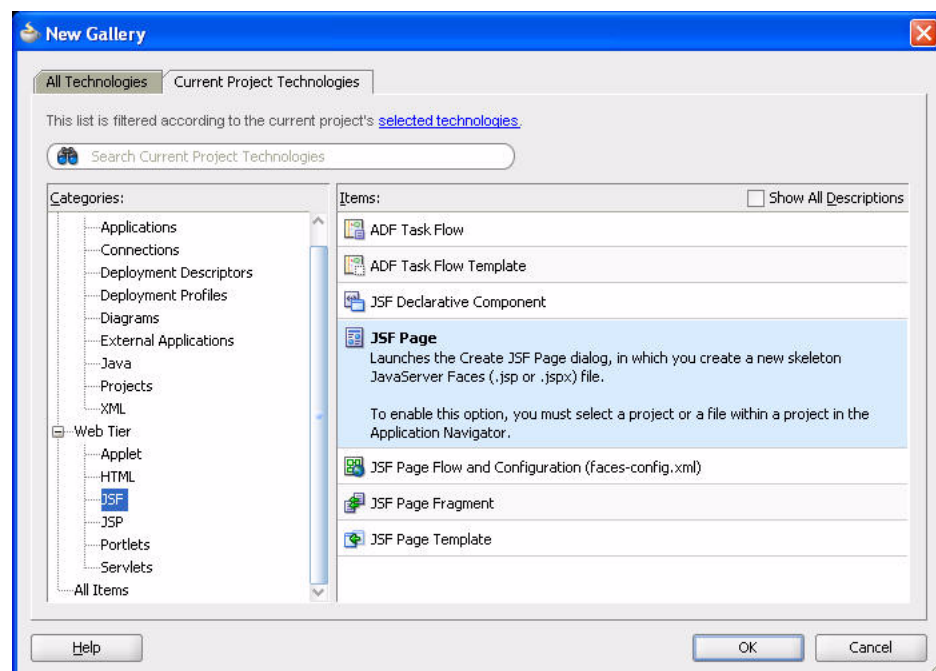 New Gallery
All Technologies
Current Project Technologies
This list is filtered according to the current project's selected technologies.
Search Current Project Technologies
Categories:
Applications
Connections
Deployment Descriptors
Deployment Profiles
Diagrams
External Applications
Java
Projects
XML
Web Tier
Applet
HTML
JSF
JSP
Portlets
Servlets
All Items
Items:
Show All Descriptions
ADF Task Flow
ADF Task Flow Template
JSF Declarative Component
JSF Page
Launches the Create JSF Page dialog, in which you create a new skeleton
JavaServer Faces (.jsp or .jspx) file.
To enable this option, you must select a project or a file within a project in the
Application Navigator.
JSF Page Flow and Configuration (faces-config.xml)
JSF Page Fragment
JSF Page Template
Help
OK
Cancel